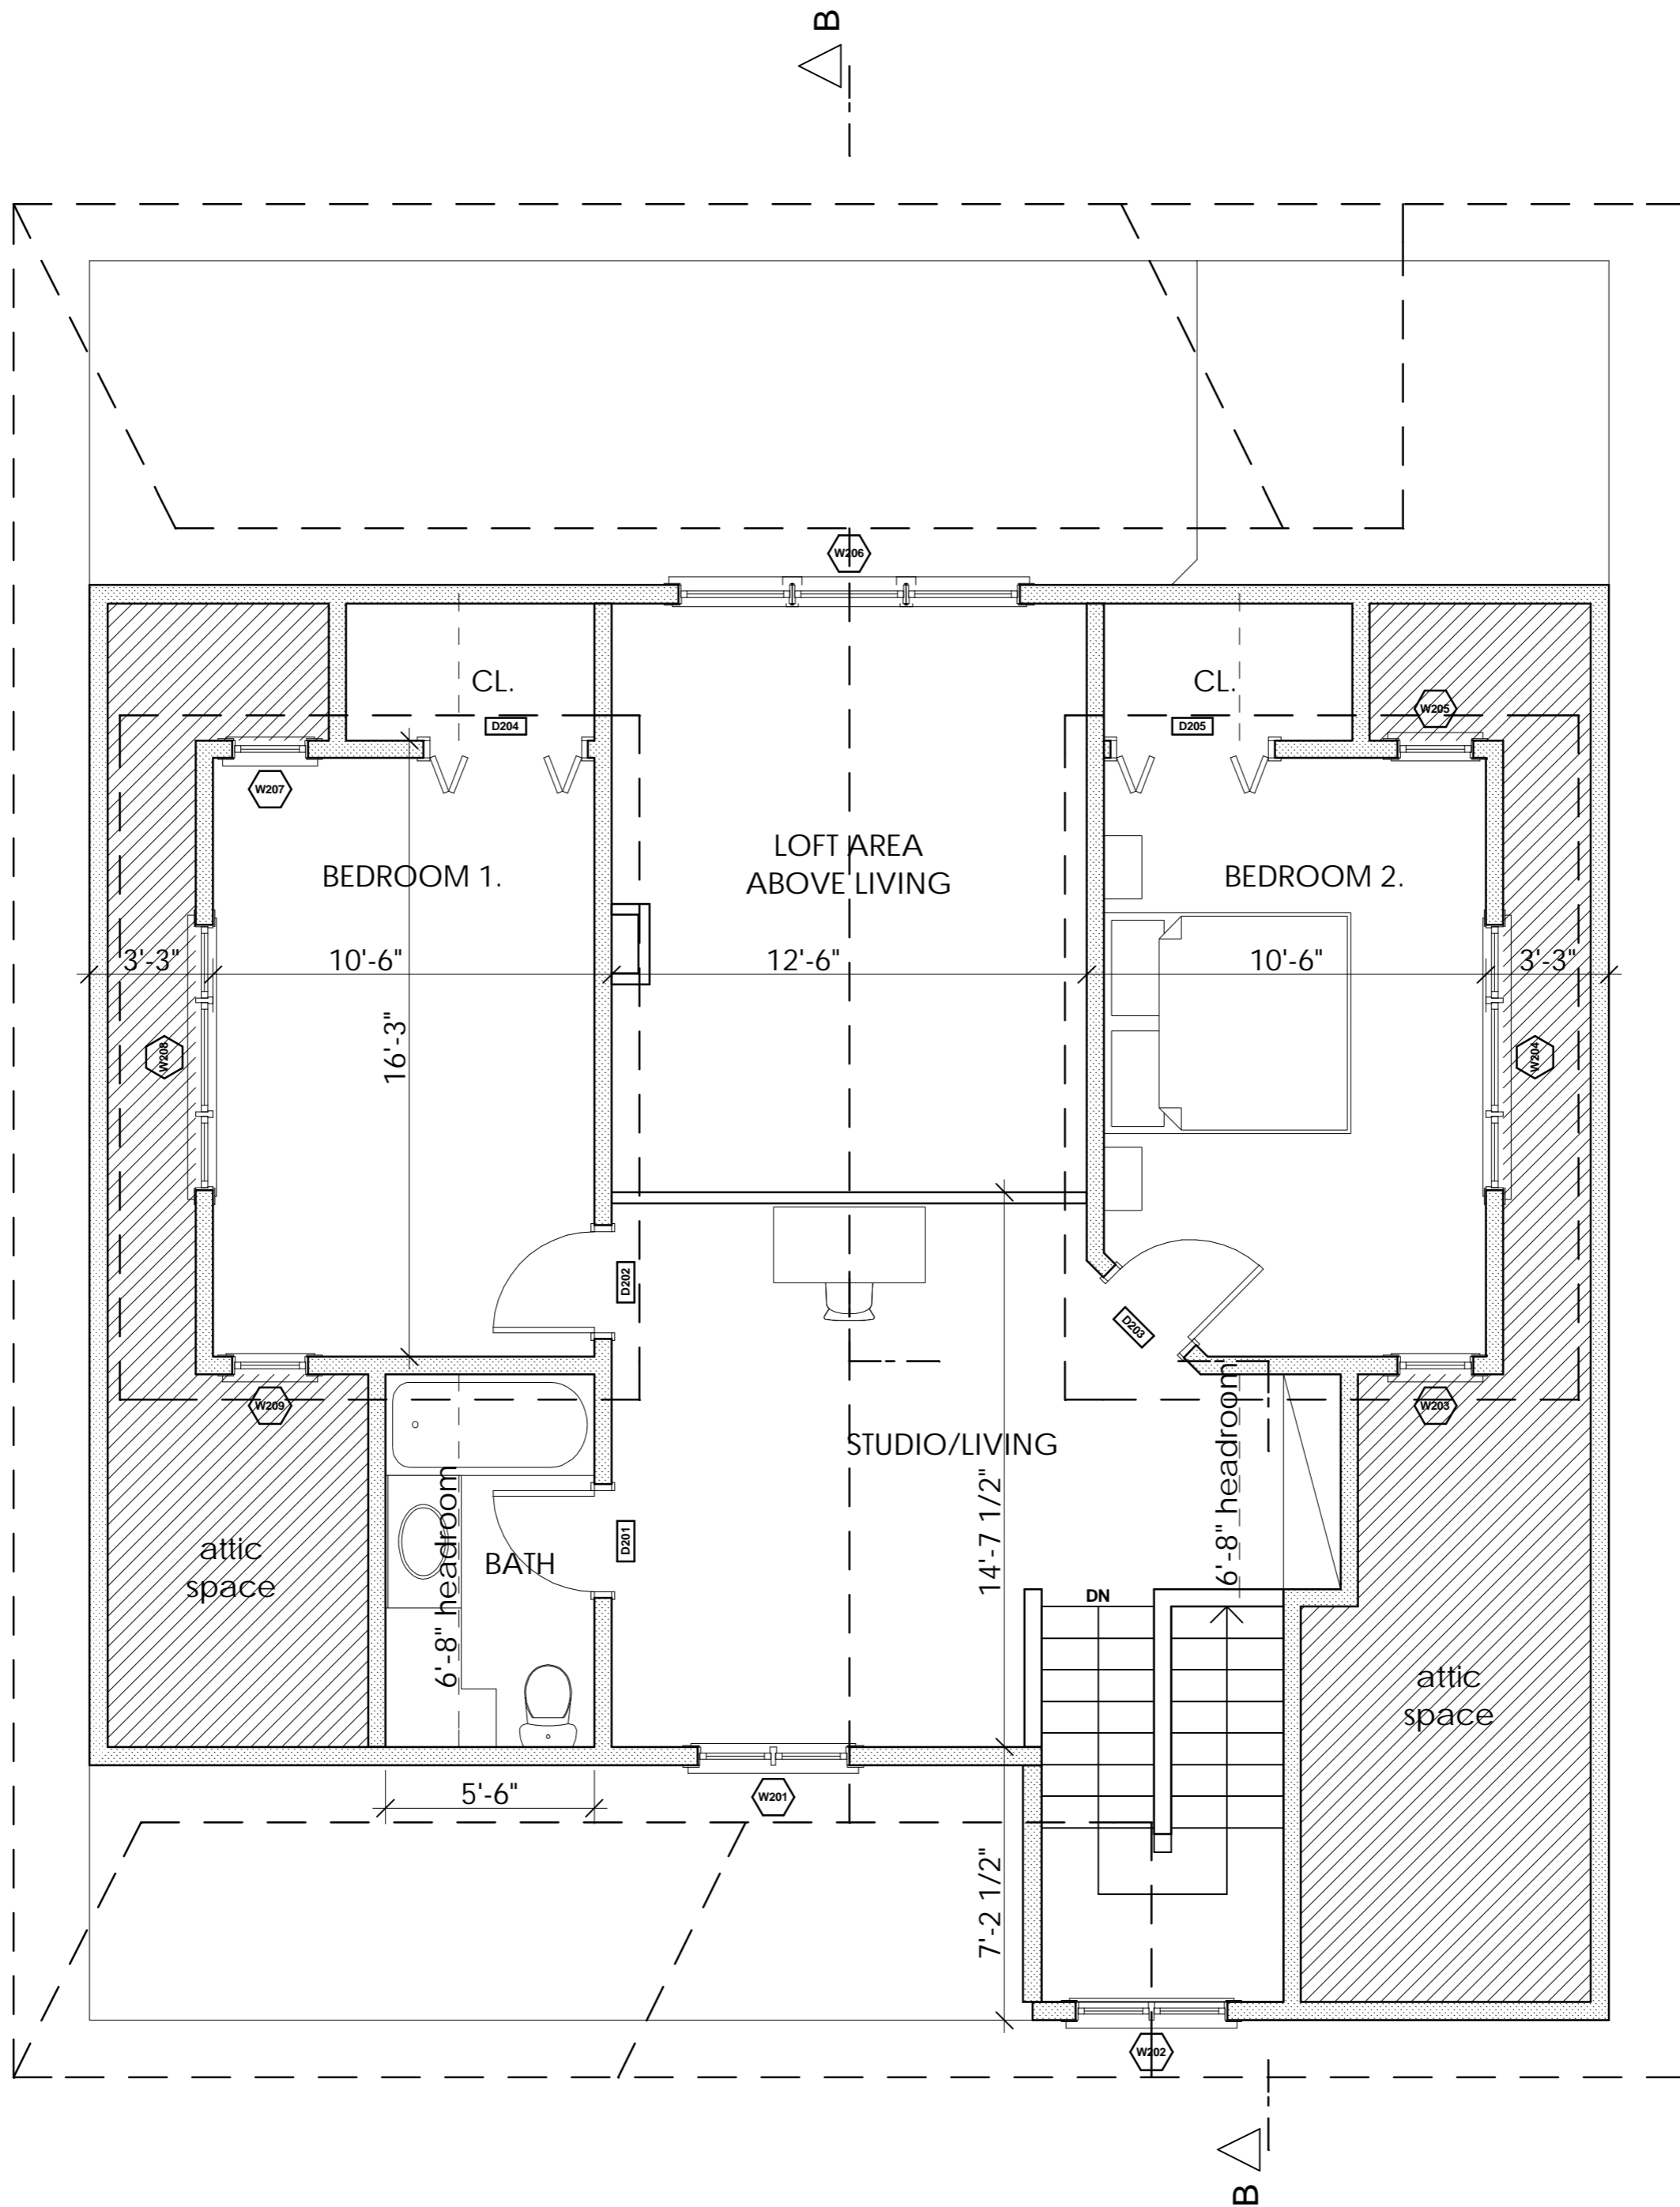 B
W206
CL.
CL.
D204
D205
W205
W207
LOFT AREA
ABOVE LIVING
BEDROOM 1.
BEDROOM 2.
3'-3"
10'-6"
12'-6"
10'-6"
3'-3"
16'-3"
W208
W204
D202
D203
W209
W203
6'-8" headroom
STUDIO/LIVING
6'-8" headroom
14'-7 1/2"
D201
attic
space
BATH
DN
attic
space
5'-6"
W201
7'-2 1/2"
W202
B